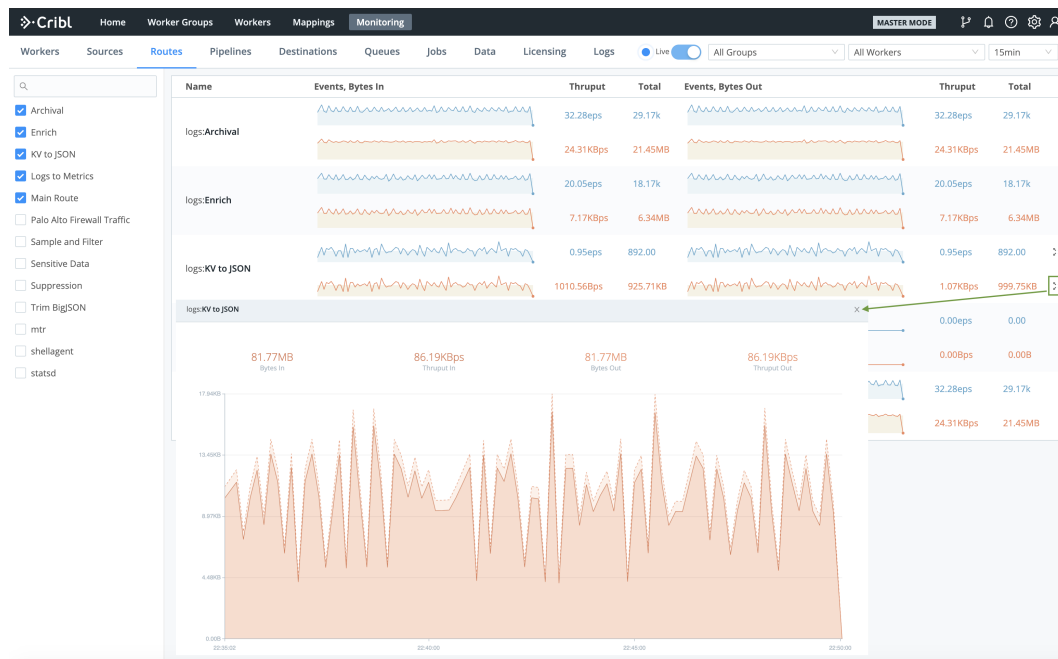 Cribl Home Worker Groups Workers Mappings Monitoring MASTER MODE
Workers Sources Routes Pipelines Destinations Queues Jobs Data Licensing Logs Live All Groups All Workers 15min
Name Events, Bytes In Thruput Total Events, Bytes Out Thruput Total
Archival
Enrich
KV to JSON
Logs to Metrics
Main Route
Palo Alto Firewall Traffic
Sample and Filter
Sensitive Data
Suppression
Trim BigJSON
mtr
shellagent
statsd
32.28eps 29.17k 32.28eps 29.17k
logs:Archival
24.31KBps 21.45MB 24.31KBps 21.45MB
20.05eps 18.17k 20.05eps 18.17k
logs:Enrich
7.17KBps 6.34MB 7.17KBps 6.34MB
0.95eps 892.00 0.95eps 892.00
logs:KV to JSON
1010.56Bps 925.71KB 1.07KBps 999.75KB
logs:KV to JSON X
0.00eps 0.00
0.00Bps 0.00B
32.28eps 29.17k
24.31KBps 21.45MB
81.77MB 86.19KBps 81.77MB 86.19KBps
Bytes In Thruput In Bytes Out Thruput Out
17.94KB
13.45KB
8.97KB
4.48KB
0.00B
22:35:02 22:40:00 22:45:00 22:50:00